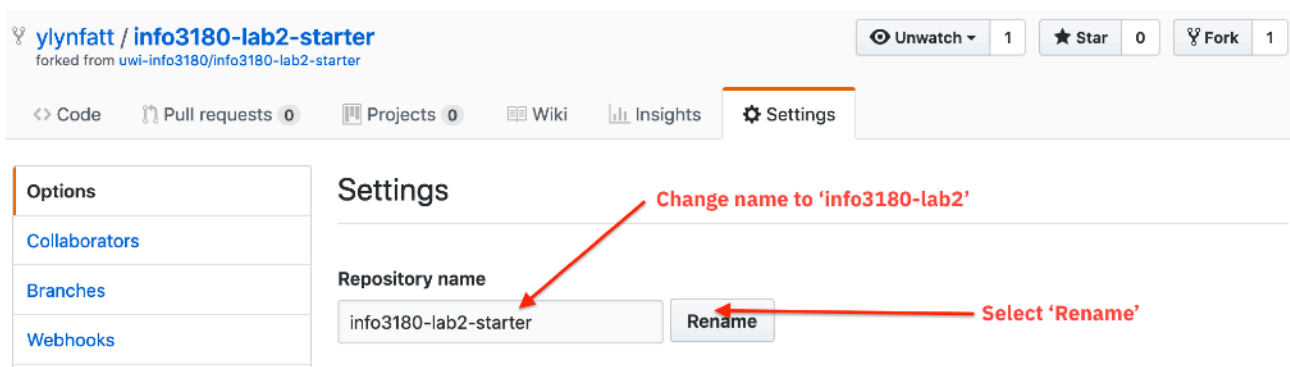 ylynfatt / info3180-lab2-starter
forked from uwi-info3180/info3180-lab2-starter
Unwatch 1 Star 0 Fork 1
Code Pull requests 0 Projects 0 Wiki Insights Settings
Options
Collaborators
Branches
Webhooks
Settings
Change name to ‘info3180-lab2’
Repository name
info3180-lab2-starter
Rename
Select ‘Rename’